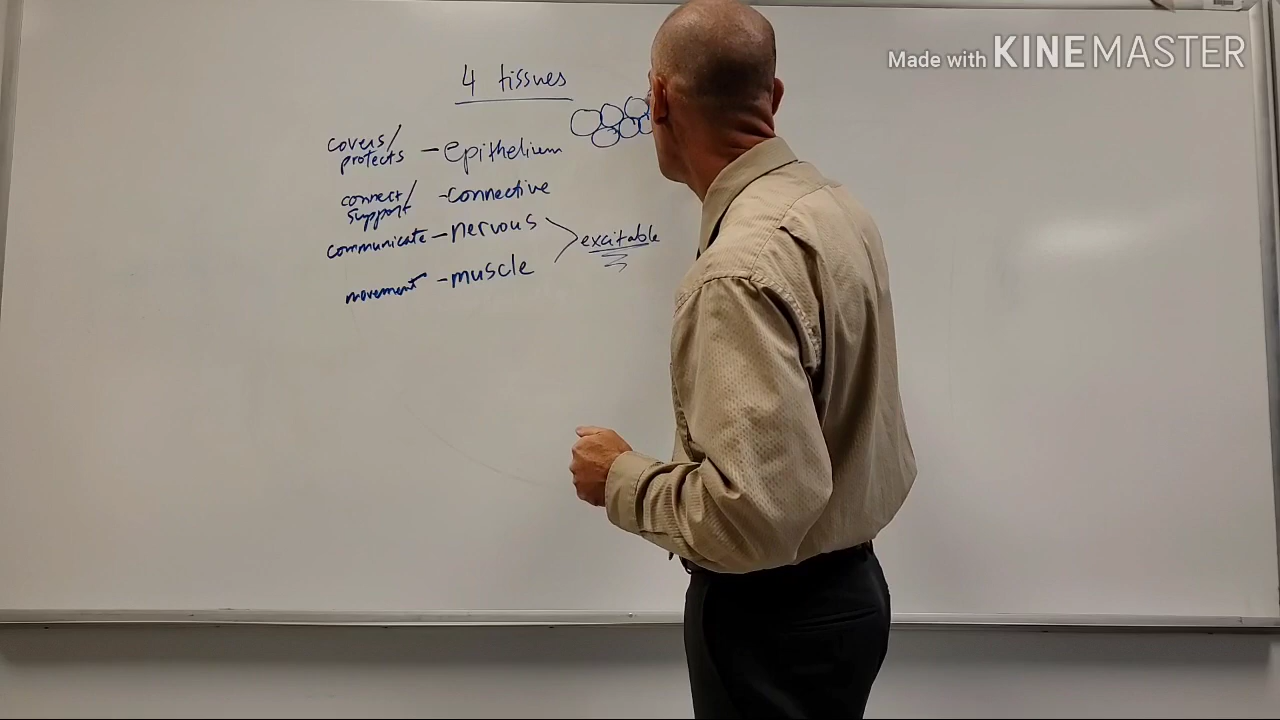 Made with KINEMASTER
4 tissues
covers/
protects - epithelium
connect/
support - connective
communicate - nervous
excitable
movement - muscle